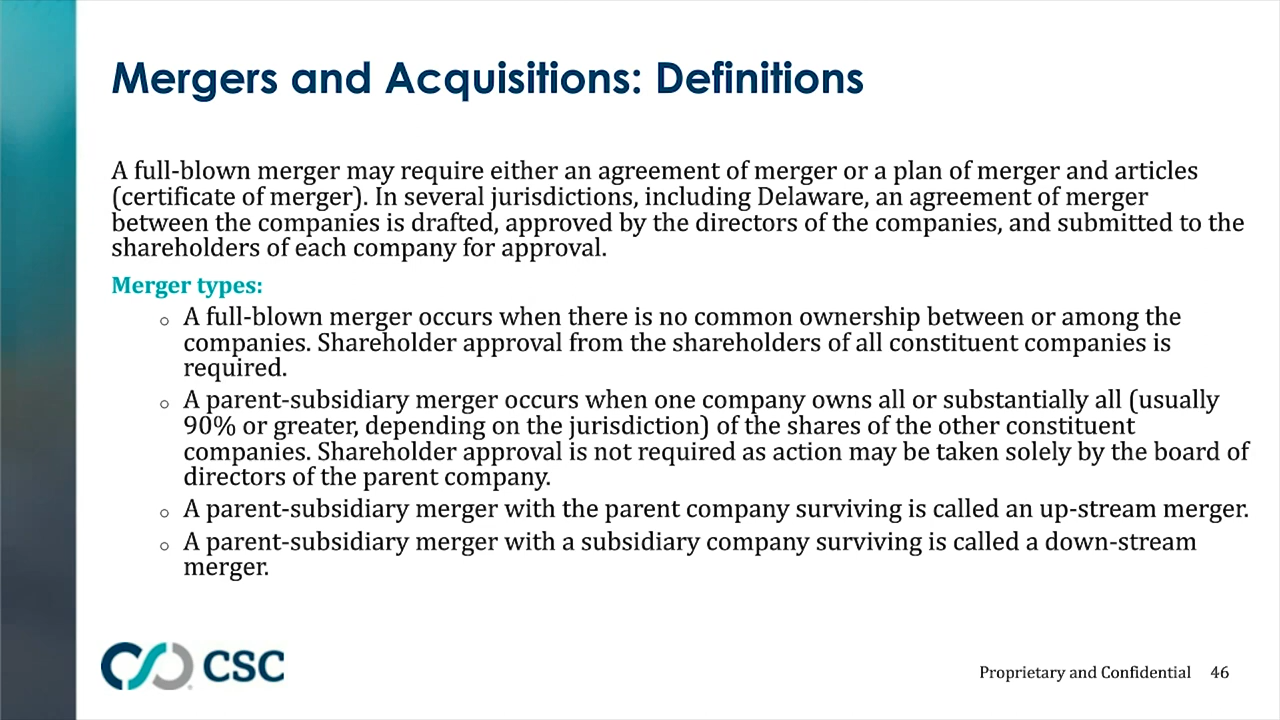 Mergers and Acquisitions: Definitions
A full-blown merger may require either an agreement of merger or a plan of merger and articles
(certificate of merger). In several jurisdictions, including Delaware, an agreement of merger
between the companies is drafted, approved by the directors of the companies, and submitted to the
shareholders of each company for approval.
Merger types:
o A full-blown merger occurs when there is no common ownership between or among the
companies. Shareholder approval from the shareholders of all constituent companies is
required.
o A parent-subsidiary merger occurs when one company owns all or substantially all (usually
90% or greater, depending on the jurisdiction) of the shares of the other constituent
companies. Shareholder approval is not required as action may be taken solely by the board of
directors of the parent company.
o A parent-subsidiary merger with the parent company surviving is called an up-stream merger.
o A parent-subsidiary merger with a subsidiary company surviving is called a down-stream
merger.
CSC
Proprietary and Confidential 46